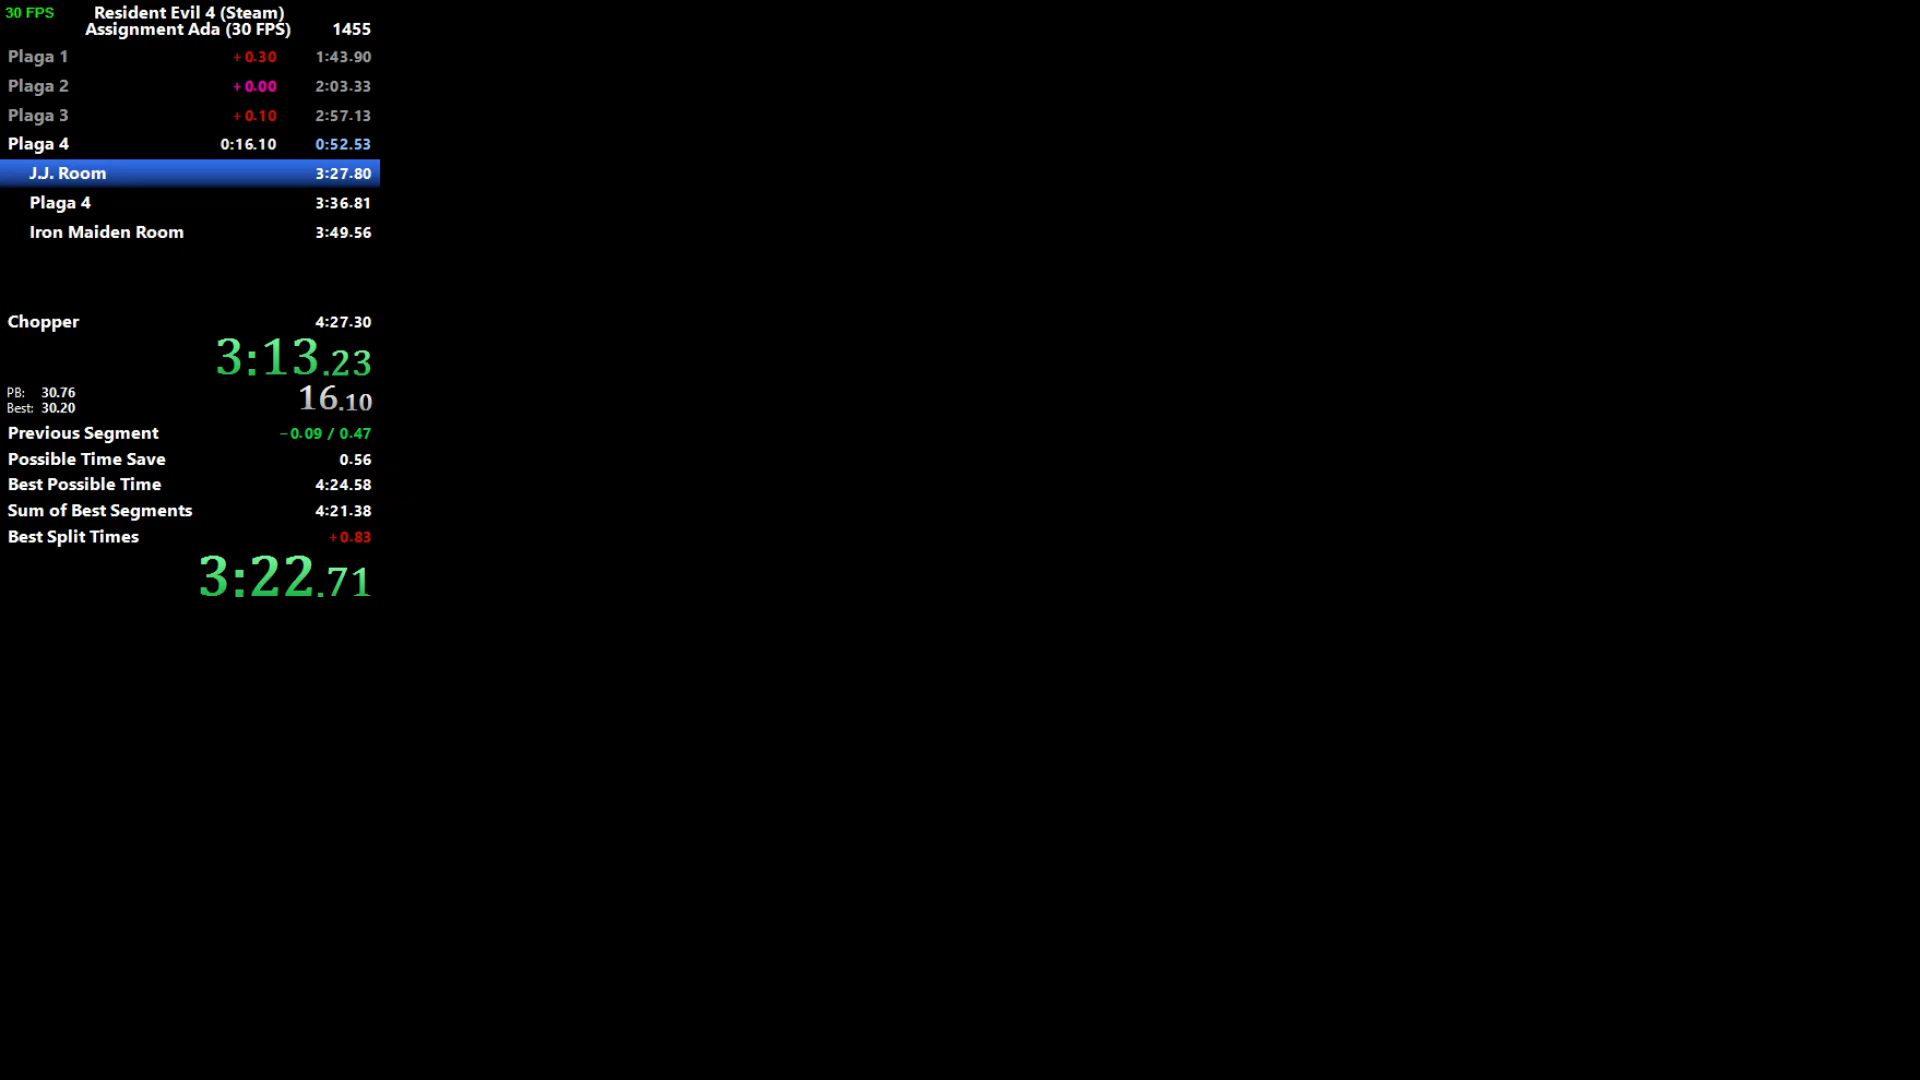 30 FPS
Resident Evil 4 (Steam)
Assignment Ada (30 FPS) 1455
Plaga 1 +0.30 1:43.90
Plaga 2 +0.00 2:03.33
Plaga 3 +0.10 2:57.13
Plaga 4 0:16.10 0:52.53
J.J. Room 3:27.80
Plaga 4 3:36.81
Iron Maiden Room 3:49.56
Chopper 4:27.30
3:13.23
PB: 30.76
Best: 30.20
16.10
Previous Segment −0.09 / 0.47
Possible Time Save 0.56
Best Possible Time 4:24.58
Sum of Best Segments 4:21.38
Best Split Times +0.83
3:22.71